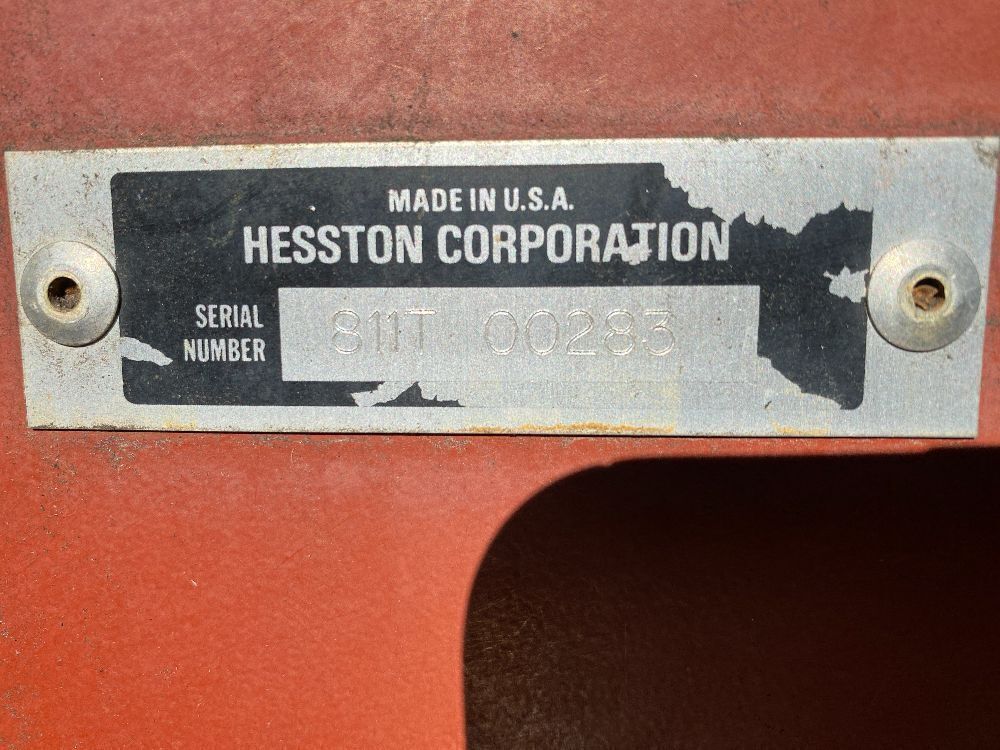 MADE IN U.S.A.
HESSTON CORPORATION
SERIAL
NUMBER
811T 00283